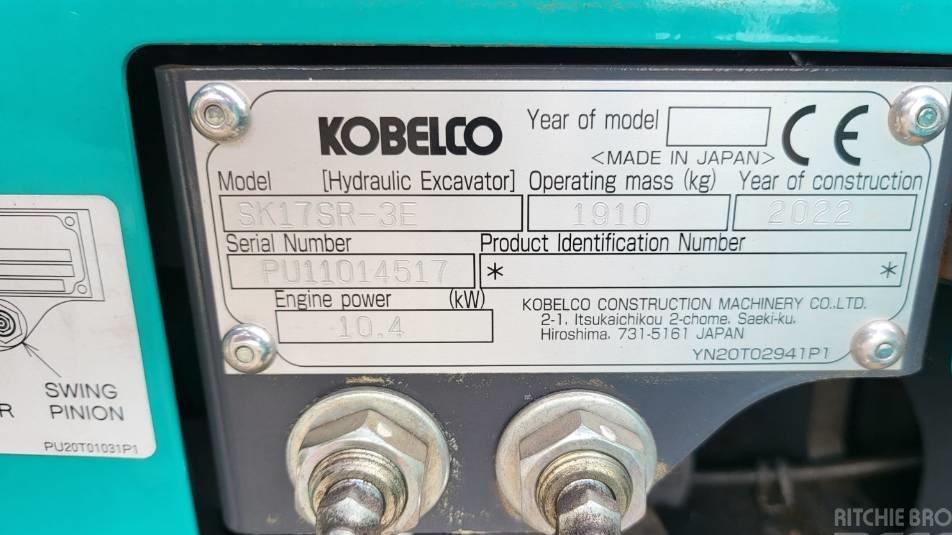 KOBELCO Year of model CE
<MADE IN JAPAN>
Model [Hydraulic Excavator] Operating mass (kg) Year of construction
SK17SR-3E 1910 2022
Serial Number Product Identification Number
PU11014517 * *
Engine power (kW)
10.4
KOBELCO CONSTRUCTION MACHINERY CO.,LTD.
2-1, Itsukaichikou 2-chome, Saeki-ku,
Hiroshima, 731-5161 JAPAN
YN20T02941P1
SWING
R PINION
PU20T01031P1
RITCHIE BRO